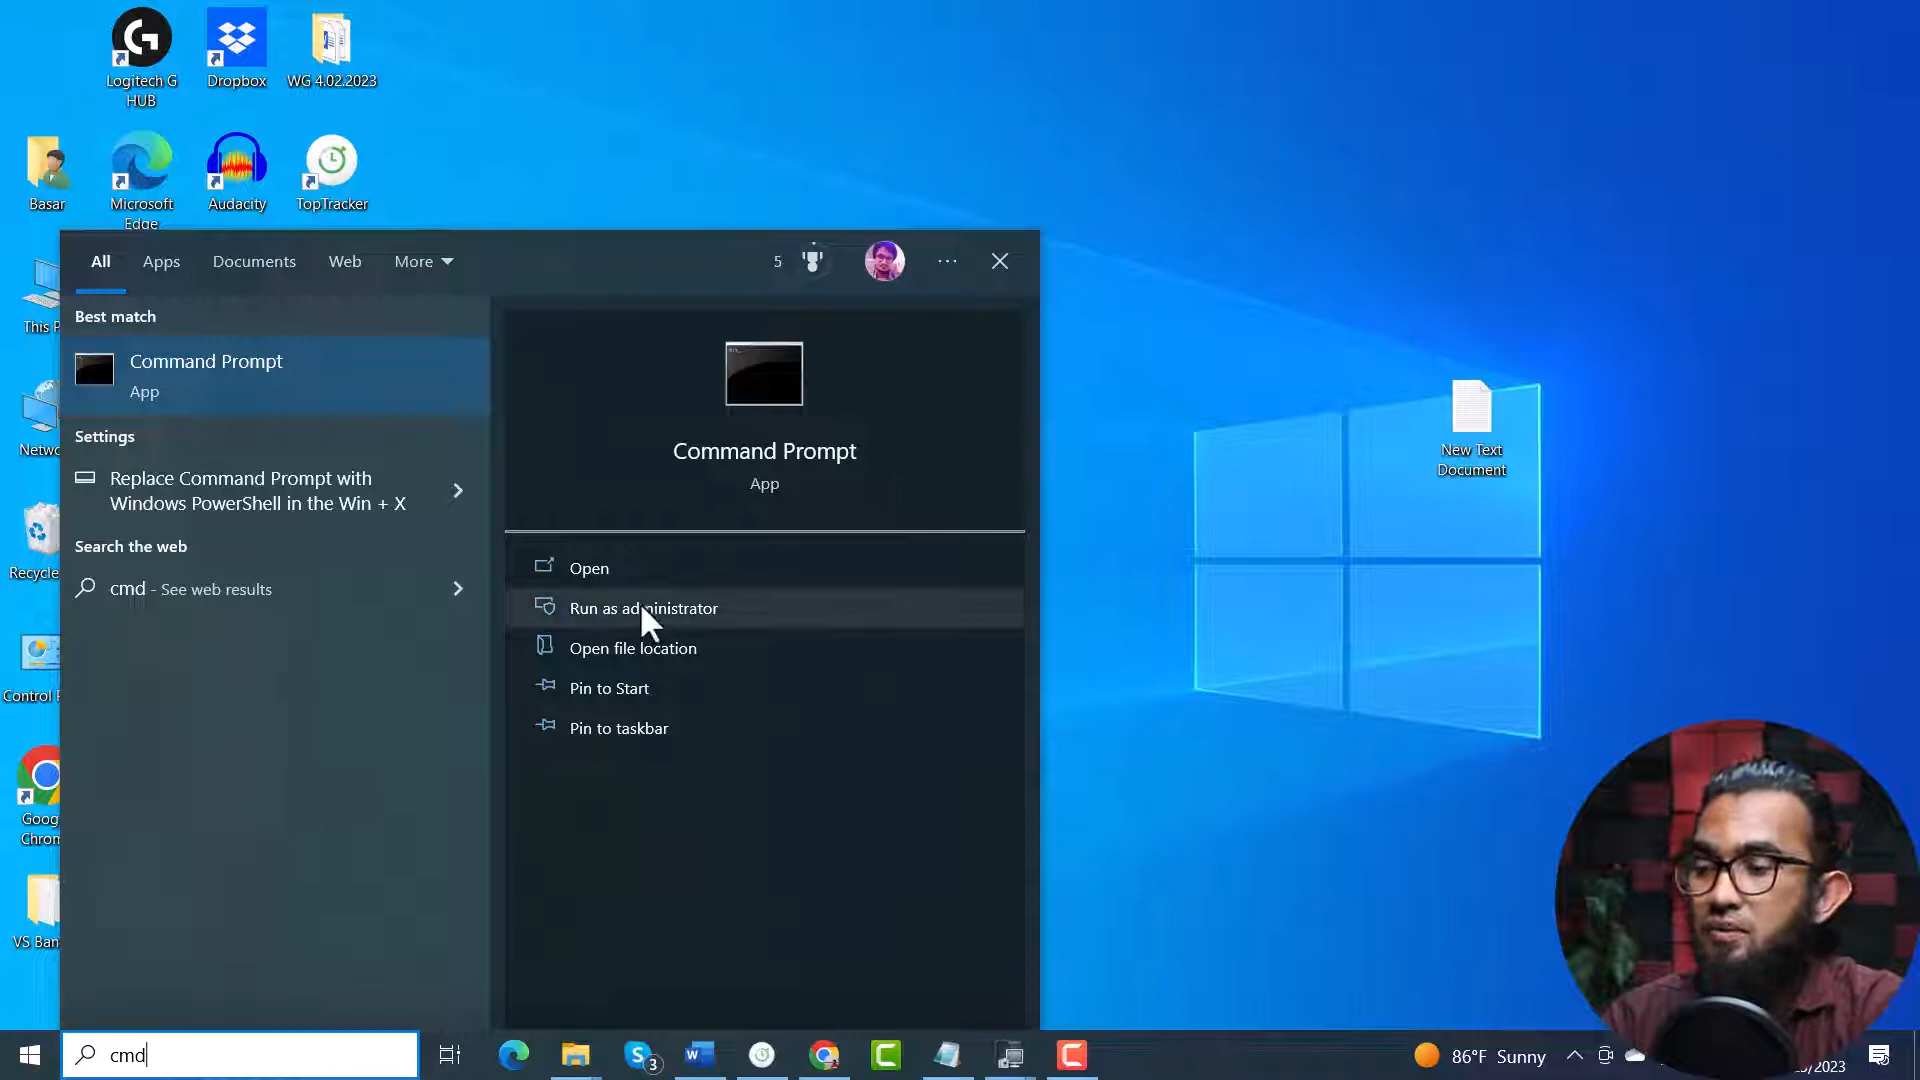 Logitech G
HUB
Dropbox
WG 4.02.2023
Basar
Microsoft
Edge
Audacity
TopTracker
All
Apps
Documents
Web
More
5
Best match
Command Prompt
App
Settings
Replace Command Prompt with
Windows PowerShell in the Win + X
Search the web
cmd - See web results
Command Prompt
App
Open
Run as administrator
Open file location
Pin to Start
Pin to taskbar
This P
Netwo
Recycle
Control
Goog
Chrom
VS Ban
New Text
Document
cmd
3
86°F Sunny
/2023